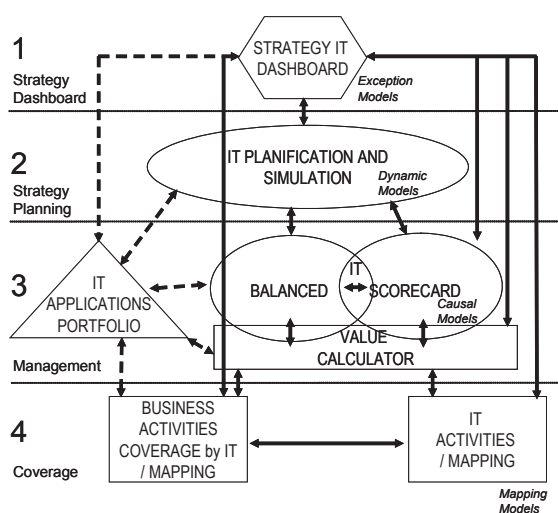 1
Strategy
Dashboard
STRATEGY IT
DASHBOARD
Exception
Models
2
Strategy
Planning
IT PLANIFICATION AND
SIMULATION
Dynamic
Models
3
Management
IT
APPLICATIONS
PORTFOLIO
IT
BALANCED SCORECARD
Causal
Models
VALUE
CALCULATOR
4
Coverage
BUSINESS
ACTIVITIES
COVERAGE by IT
/ MAPPING
IT
ACTIVITIES
/ MAPPING
Mapping
Models